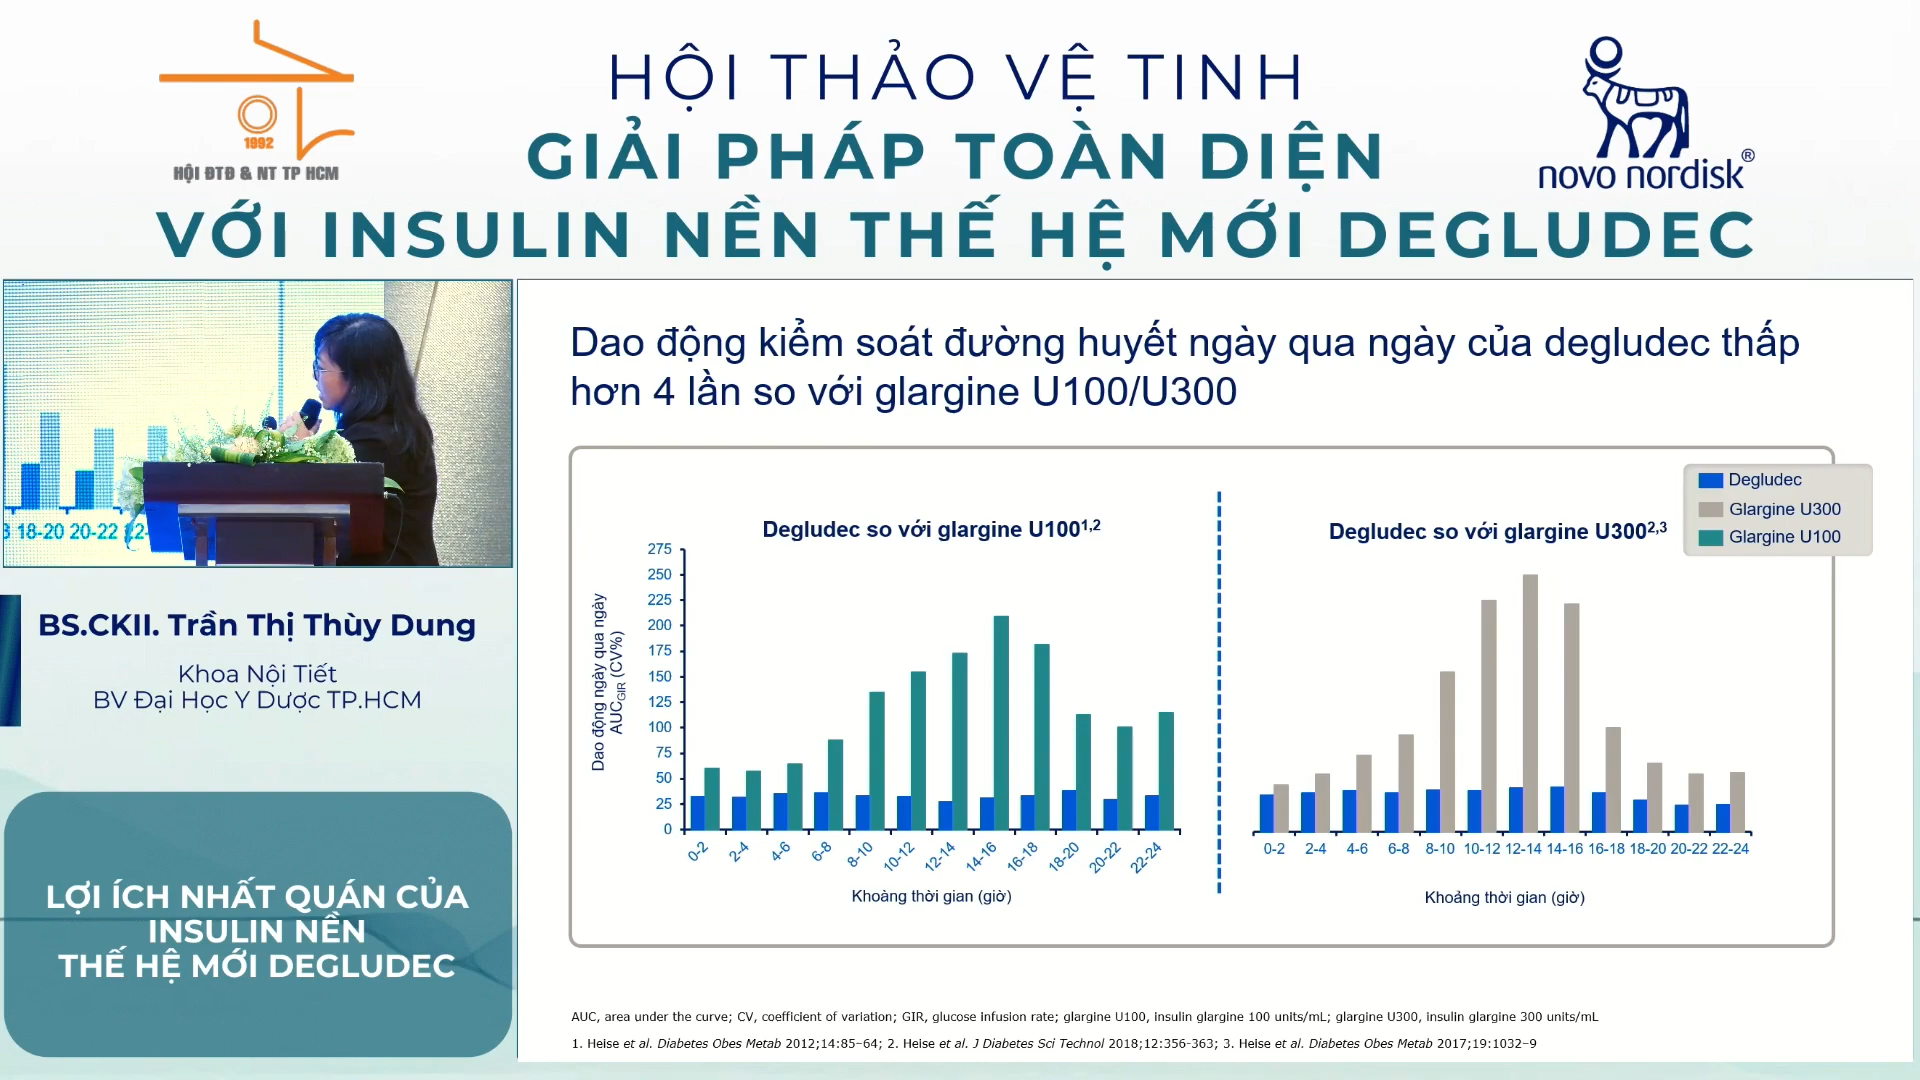 HỘI THẢO VỆ TINH
GIẢI PHÁP TOÀN DIỆN
VỚI INSULIN NỀN THẾ HỆ MỚI DEGLUDEC
1992
HỘI ĐTĐ & NT TP HCM
novo nordisk®
18-20 20-22
BS.CKII. Trần Thị Thùy Dung
Khoa Nội Tiết
BV Đại Học Y Dược TP.HCM
LỢI ÍCH NHẤT QUÁN CỦA
INSULIN NỀN
THẾ HỆ MỚI DEGLUDEC
Dao động kiểm soát đường huyết ngày qua ngày của degludec thấp
hơn 4 lần so với glargine U100/U300
Degludec
Glargine U300
Glargine U100
Degludec so với glargine U1001,2
Dao động ngày qua ngày
AUCGIR (CV%)
275
250
225
200
175
150
125
100
75
50
25
0
0-2 2-4 4-6 6-8 8-10 10-12 12-14 14-16 16-18 18-20 20-22 22-24
Khoảng thời gian (giờ)
Degludec so với glargine U3002,3
0-2 2-4 4-6 6-8 8-10 10-12 12-14 14-16 16-18 18-20 20-22 22-24
Khoảng thời gian (giờ)
AUC, area under the curve; CV, coefficient of variation; GIR, glucose infusion rate; glargine U100, insulin glargine 100 units/mL; glargine U300, insulin glargine 300 units/mL
1. Heise et al. Diabetes Obes Metab 2012;14:85–64; 2. Heise et al. J Diabetes Sci Technol 2018;12:356-363; 3. Heise et al. Diabetes Obes Metab 2017;19:1032–9